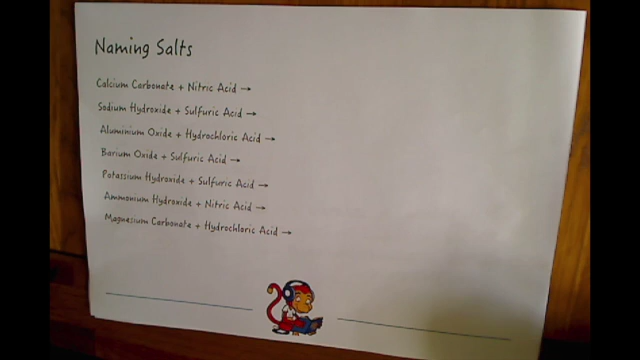 Naming Salts
Calcium Carbonate + Nitric Acid →
Sodium Hydroxide + Sulfuric Acid →
Aluminium Oxide + Hydrochloric Acid →
Barium Oxide + Sulfuric Acid →
Potassium Hydroxide + Sulfuric Acid →
Ammonium Hydroxide + Nitric Acid →
Magnesium Carbonate + Hydrochloric Acid →